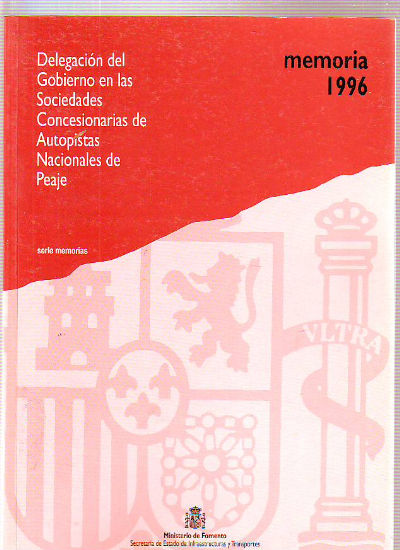 Delegación del
Gobierno en las
Sociedades
Concesionarias de
Autopistas
Nacionales de
Peaje
memoria
1996
serie memorias
VLTRA
Ministerio de Fomento
Secretaría de Estado de Infraestructuras y Transportes